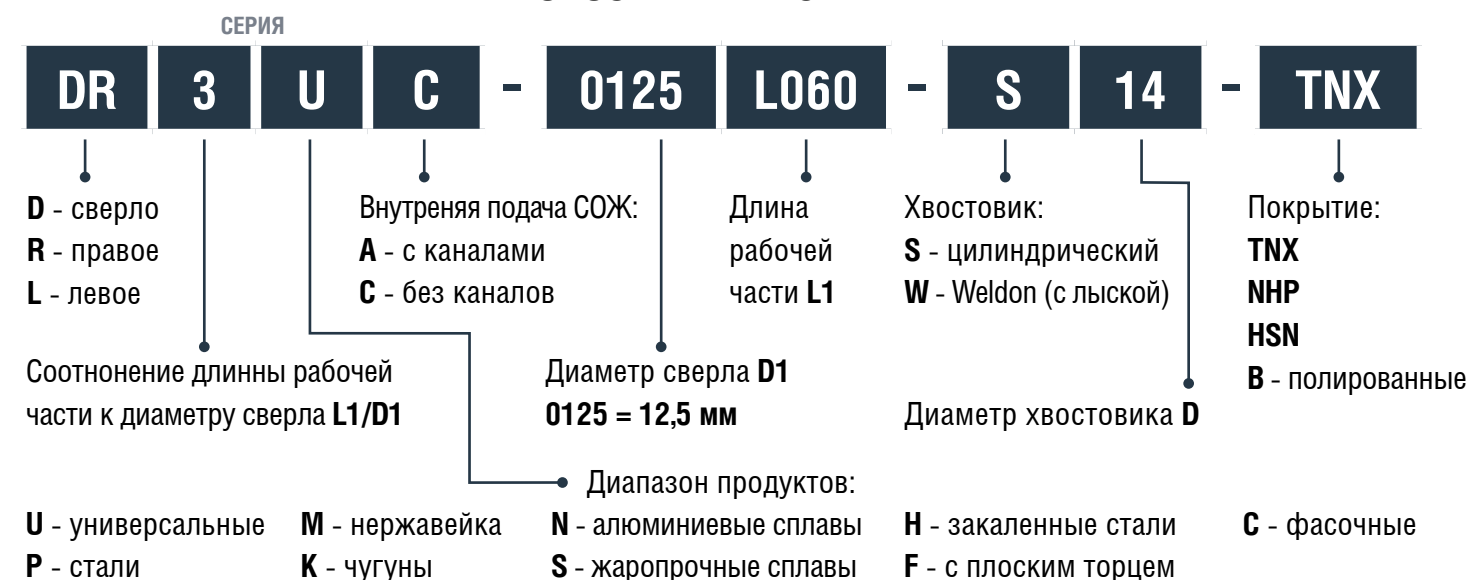 СЕРИЯ
DR 3 U C - 0125 L060 - S 14 - TNX
D - сверло
R - правое
L - левое
Внутреняя подача СОЖ:
A - с каналами
C - без каналов
Длина
рабочей
части L1
Хвостовик:
S - цилиндрический
W - Weldon (с лыской)
Покрытие:
TNX
NHP
HSN
B - полированные
Соотнонение длинны рабочей
части к диаметру сверла L1/D1
Диаметр сверла D1
0125 = 12,5 мм
Диаметр хвостовика D
Диапазон продуктов:
U - универсальные M - нержавейка N - алюминиевые сплавы H - закаленные стали C - фасочные
P - стали K - чугуны S - жаропрочные сплавы F - с плоским торцем